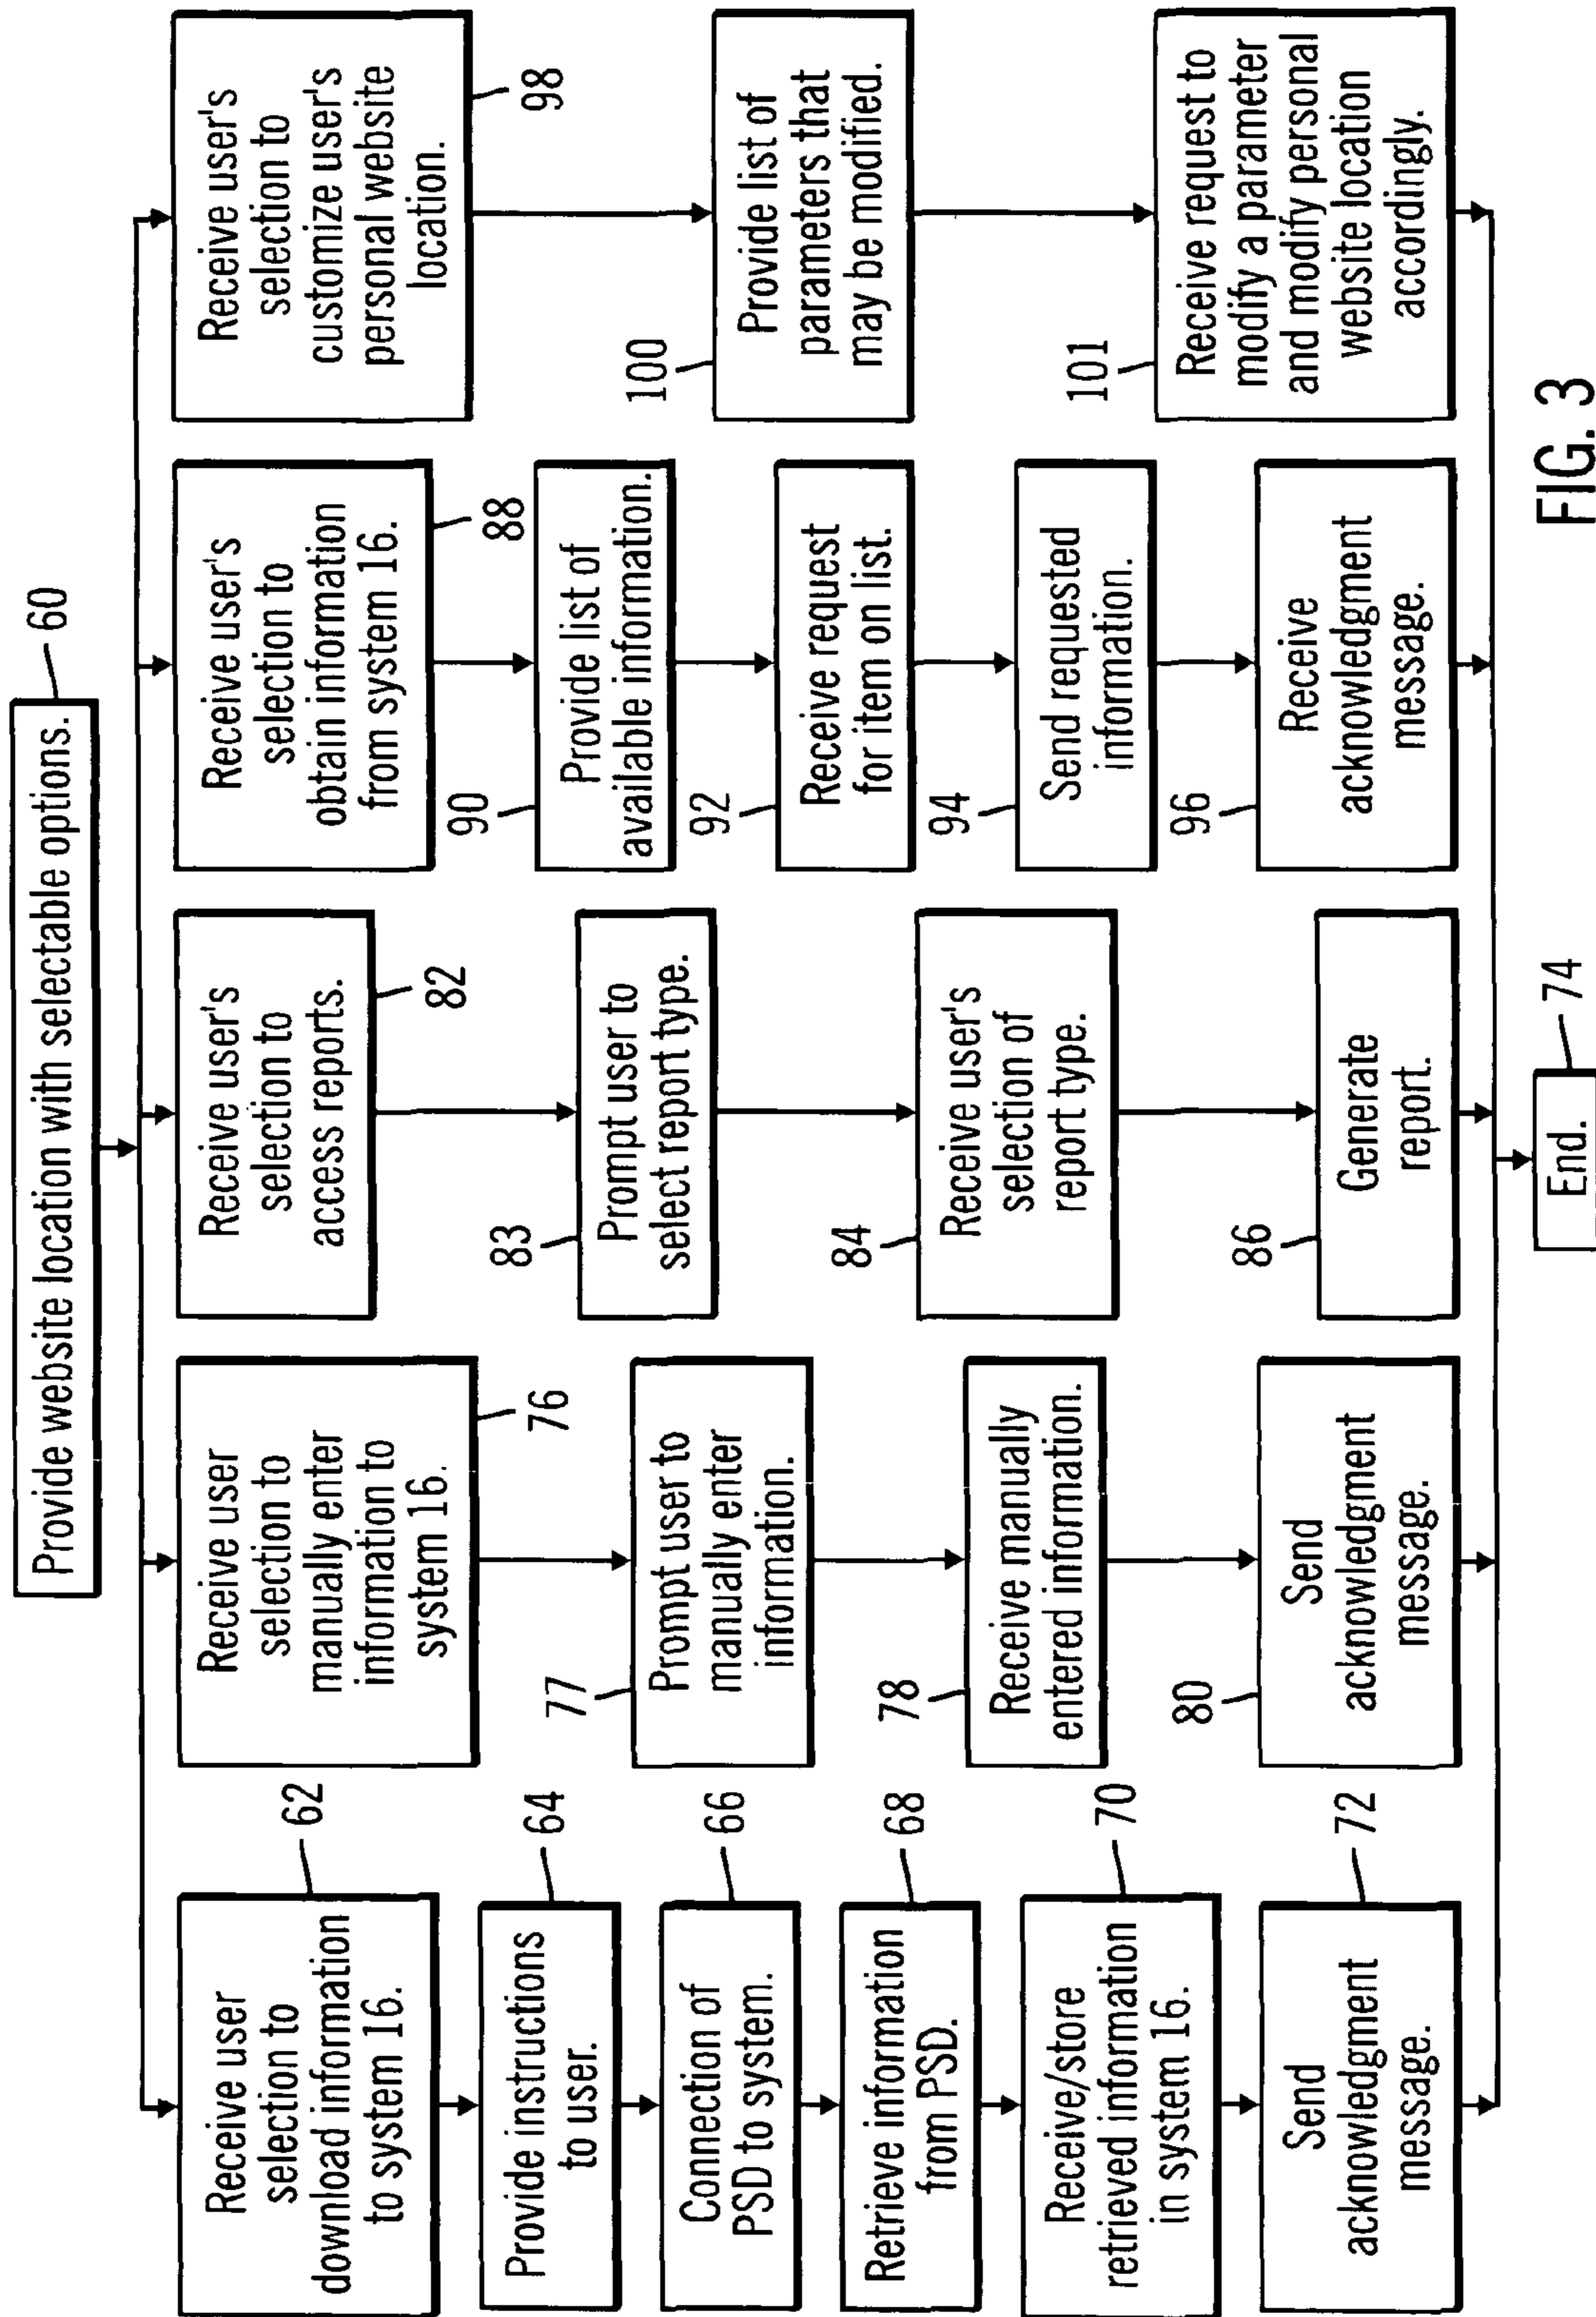 Provide website location with selectable options.
60
Receive user
selection to
download information
to system 16.
62
Provide instructions
to user.
64
Connection of
PSD to system.
66
Retrieve information
from PSD.
68
Receive/store
retrieved information
in system 16.
70
Send
acknowledgment
message.
72
Receive user
selection to
manually enter
information to
system 16.
76
77
Prompt user to
manually enter
information.
78
Receive manually
entered information.
80
Send
acknowledgment
message.
Receive user's
selection to
access reports.
82
83
Prompt user to
select report type.
84
Receive user's
selection of
report type.
86
Generate
report.
Receive user's
selection to
obtain information
from system 16.
88
90
Provide list of
available information.
92
Receive request
for item on list.
94
Send requested
information.
96
Receive
acknowledgment
message.
Receive user's
selection to
customize user's
personal website
location.
98
100
Provide list of
parameters that
may be modified.
101
Receive request to
modify a parameter
and modify personal
website location
accordingly.
End.
74
FIG. 3